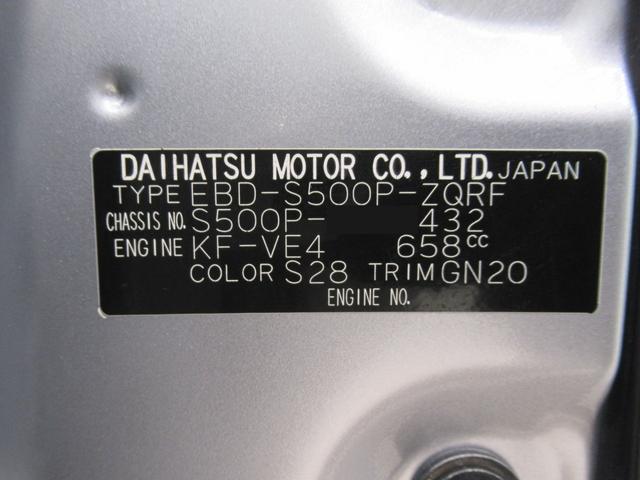 DAIHATSU MOTOR CO., LTD. JAPAN
TYPE EBD-S500P-ZQRF
CHASSIS NO. S500P- 432
ENGINE KF-VE4 658cc
COLOR S28 TRIM GN20
ENGINE NO.